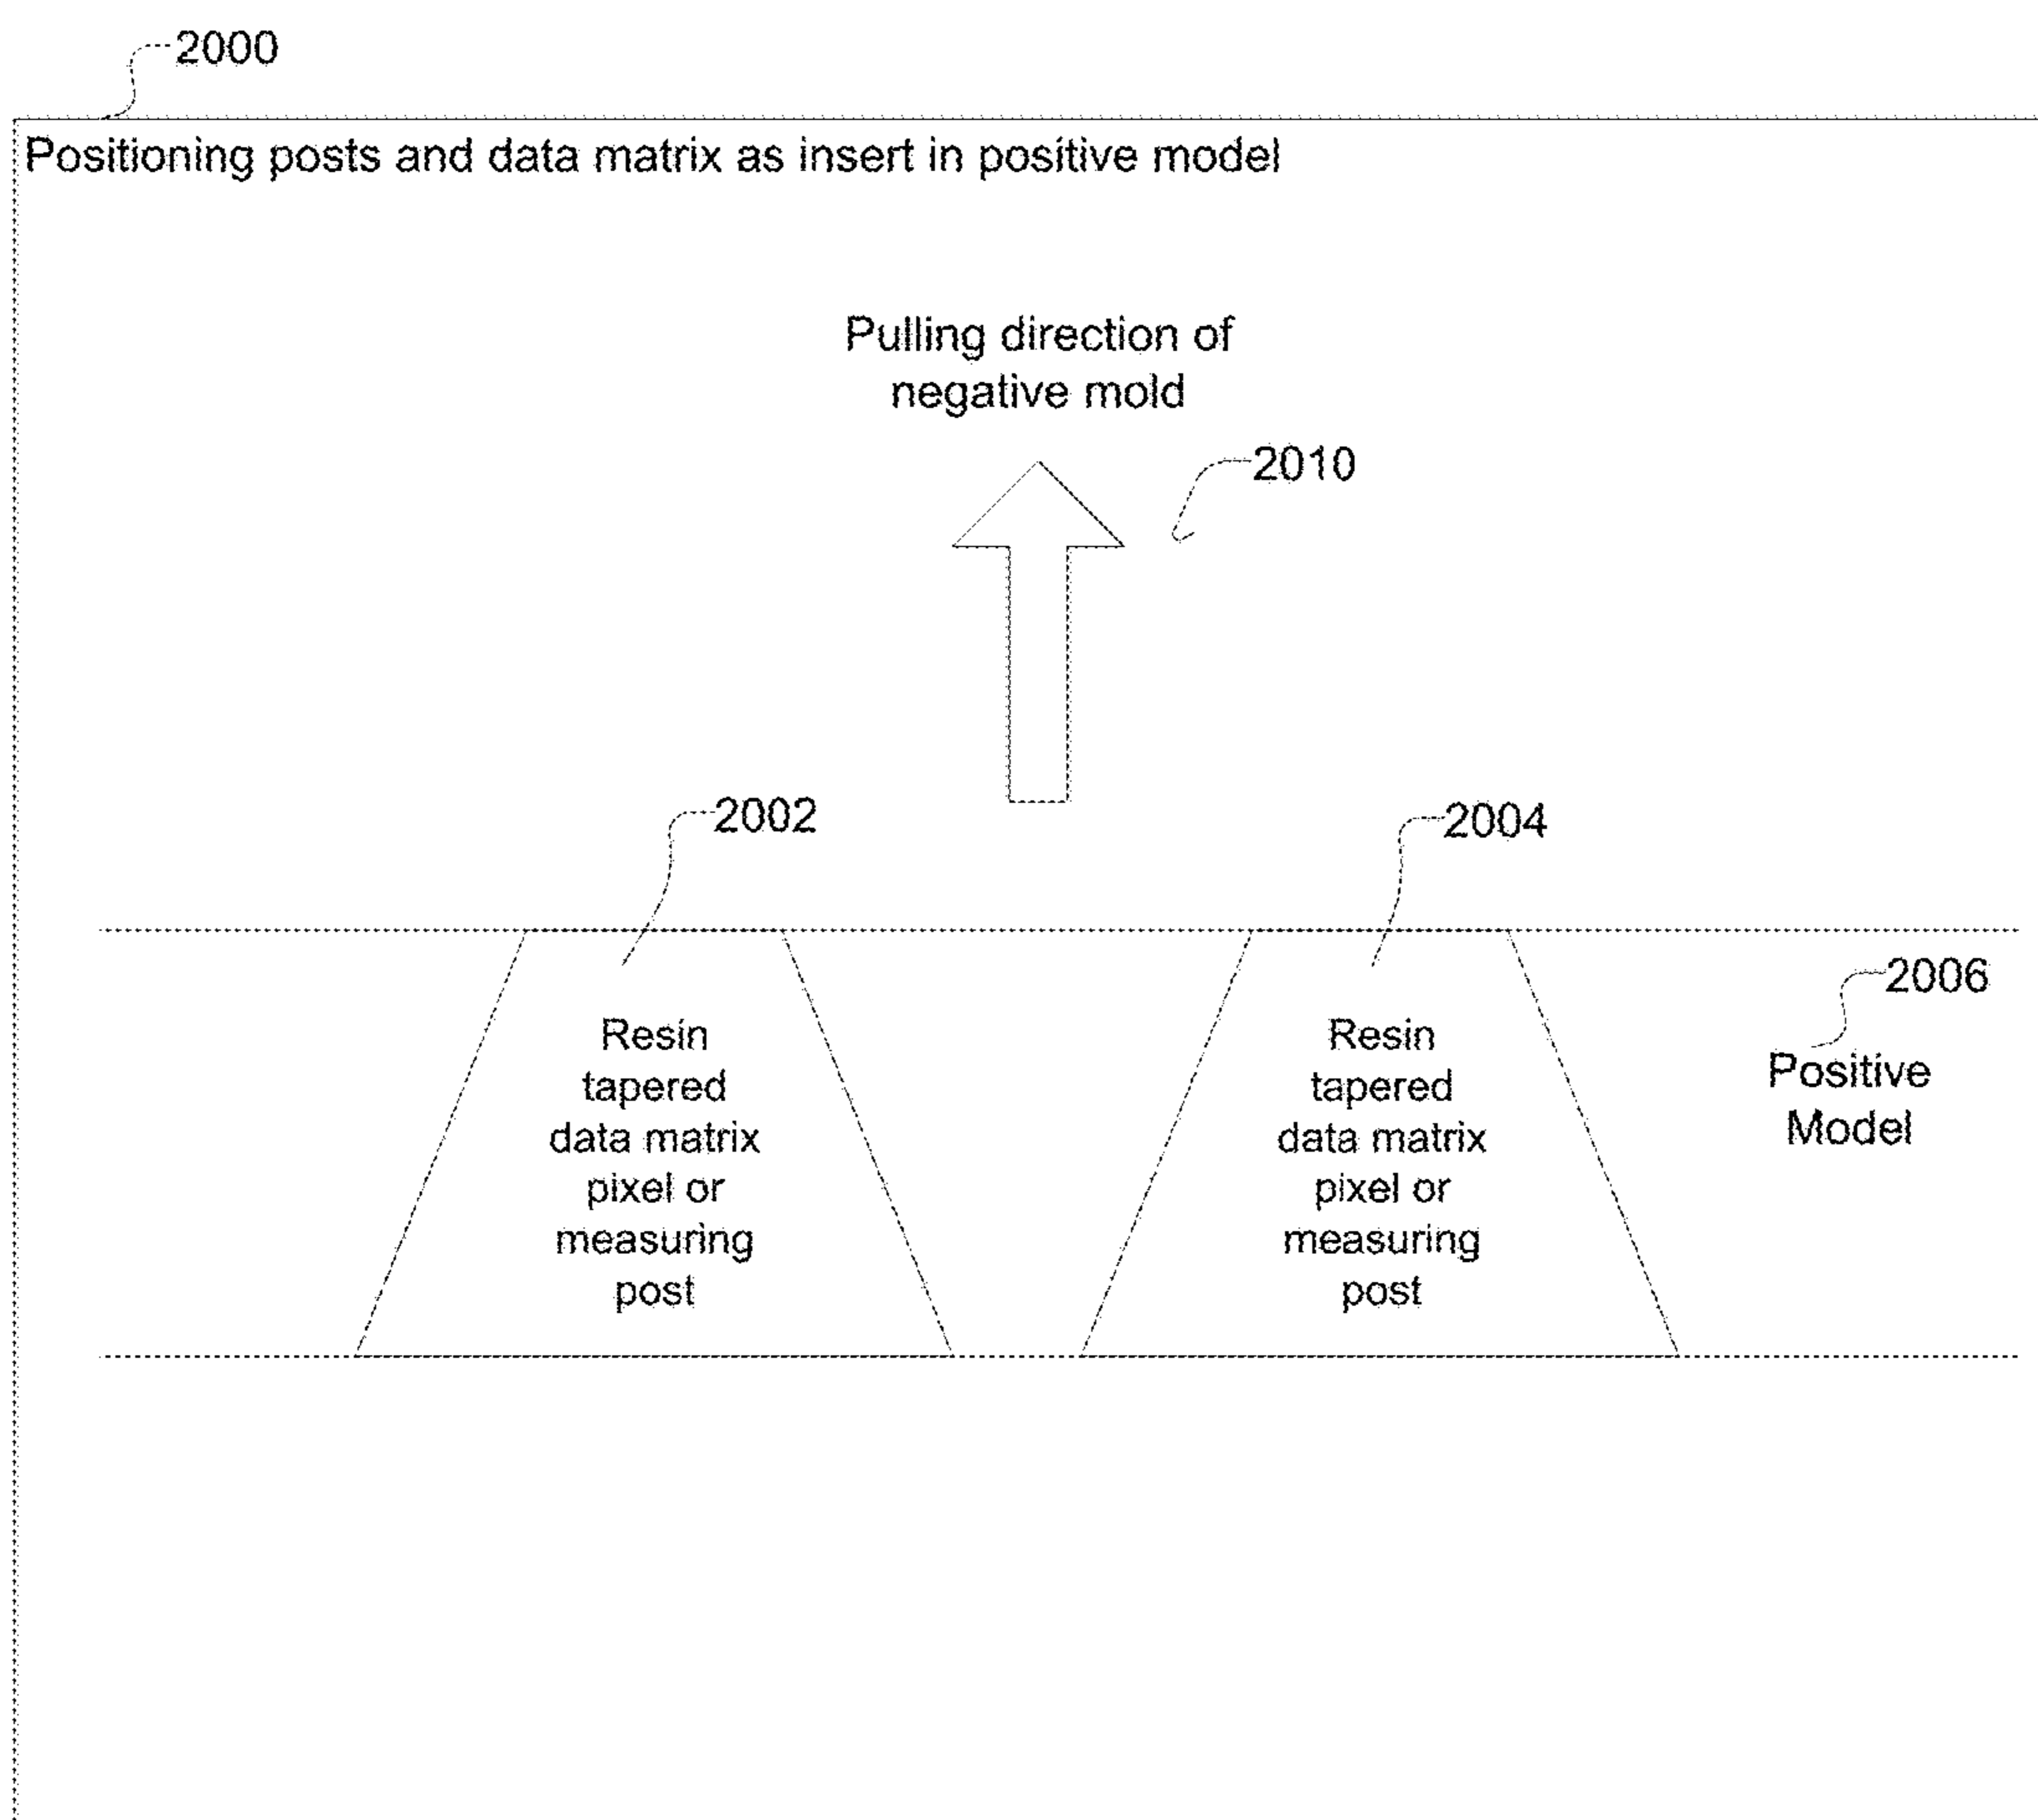 2000
Positioning posts and data matrix as insert in positive model
Pulling direction of
negative mold
2010
2002
2004
2006
Positive
Model
Resin
tapered
data matrix
pixel or
measuring
post
Resin
tapered
data matrix
pixel or
measuring
post